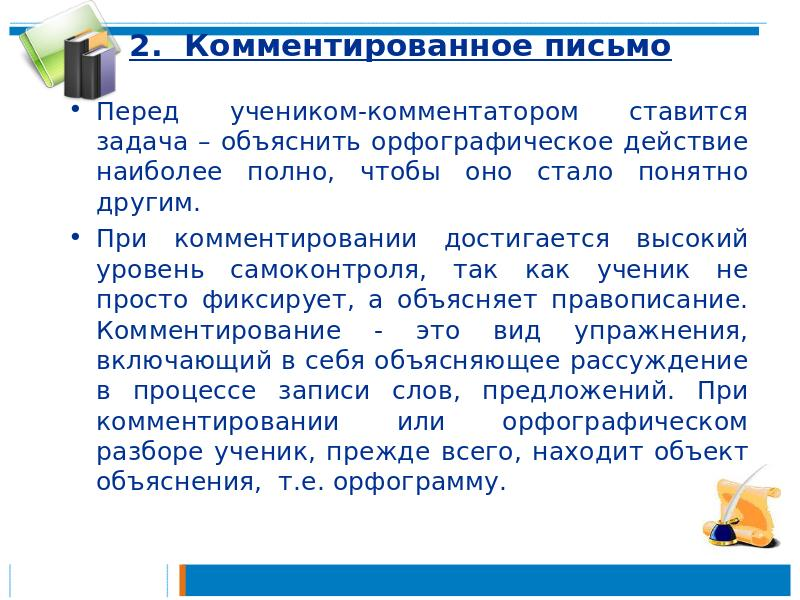 2. Комментированное письмо
• Перед учеником-комментатором ставится
задача – объяснить орфографическое действие
наиболее полно, чтобы оно стало понятно
другим.
• При комментировании достигается высокий
уровень самоконтроля, так как ученик не
просто фиксирует, а объясняет правописание.
Комментирование - это вид упражнения,
включающий в себя объясняющее рассуждение
в процессе записи слов, предложений. При
комментировании или орфографическом
разборе ученик, прежде всего, находит объект
объяснения, т.е. орфограмму.